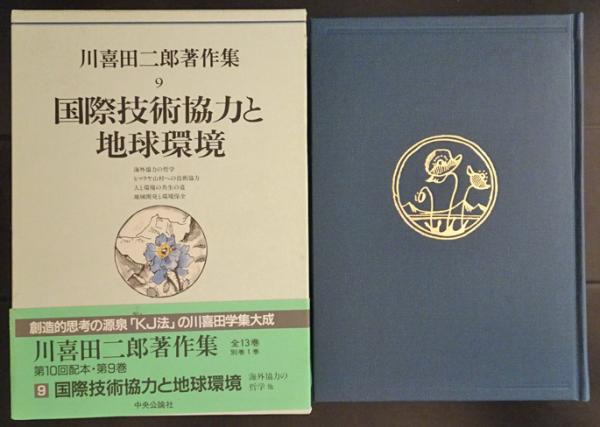 川喜田二郎著作集
9
国際技術協力と
地球環境
海外協力の哲学
ヒマラヤ山村への技術協力
人と環境の共生の道
地域開発と環境保全
創造的思考の源泉「KJ法」の川喜田学集大成
川喜田二郎著作集 全13巻 別巻1巻
第10回配本・第9巻
9 国際技術協力と地球環境 海外協力の哲学 他
中央公論社